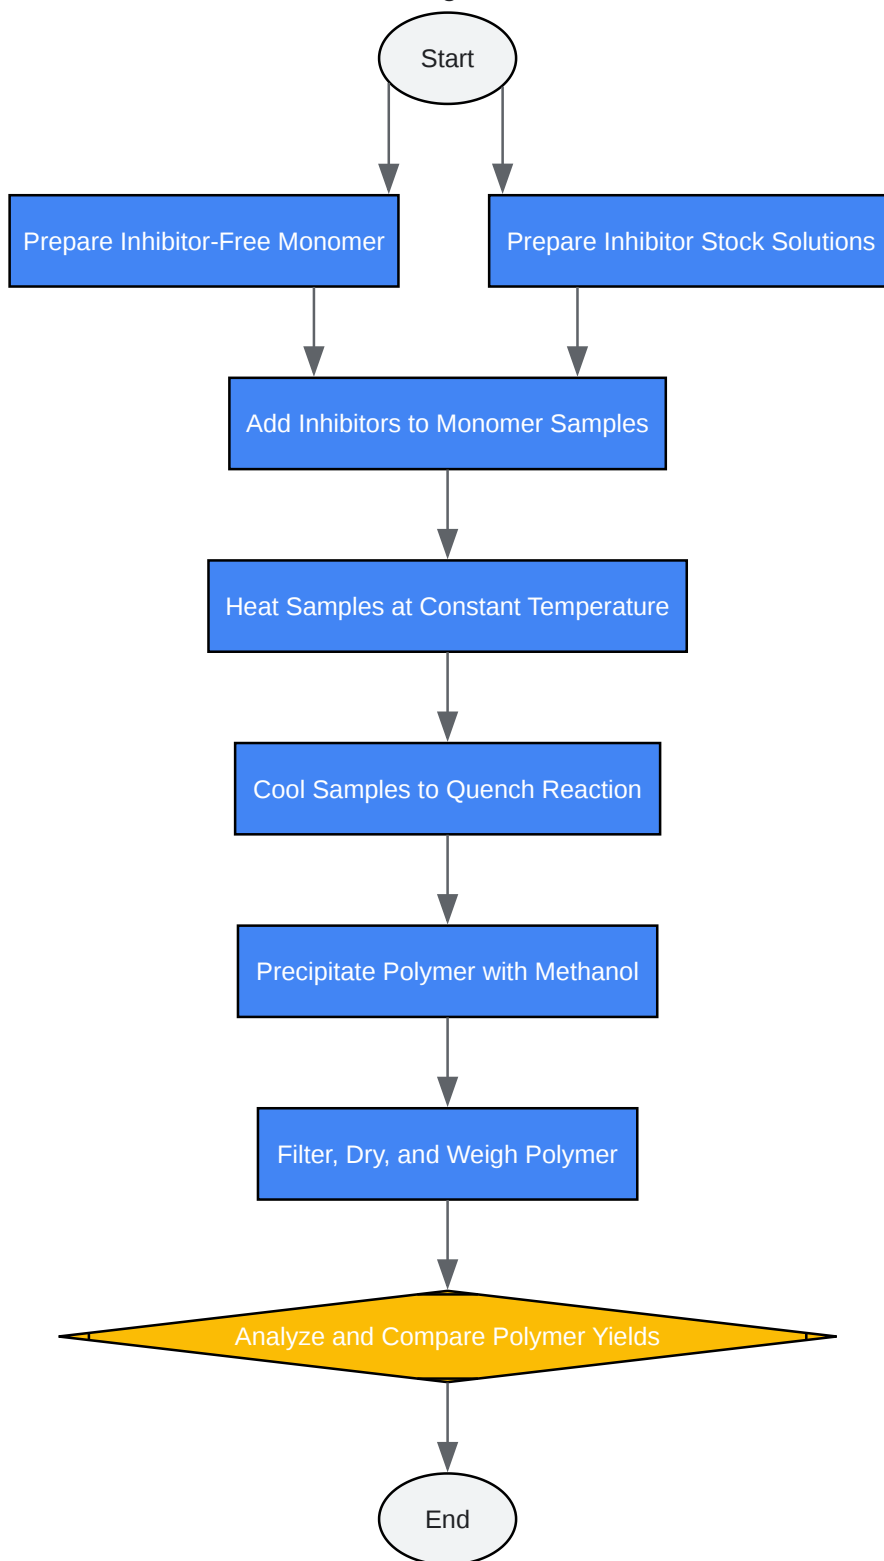 Start
Prepare Inhibitor-Free Monomer
Prepare Inhibitor Stock Solutions
Add Inhibitors to Monomer Samples
Heat Samples at Constant Temperature
Cool Samples to Quench Reaction
Precipitate Polymer with Methanol
Filter, Dry, and Weigh Polymer
Analyze and Compare Polymer Yields
End